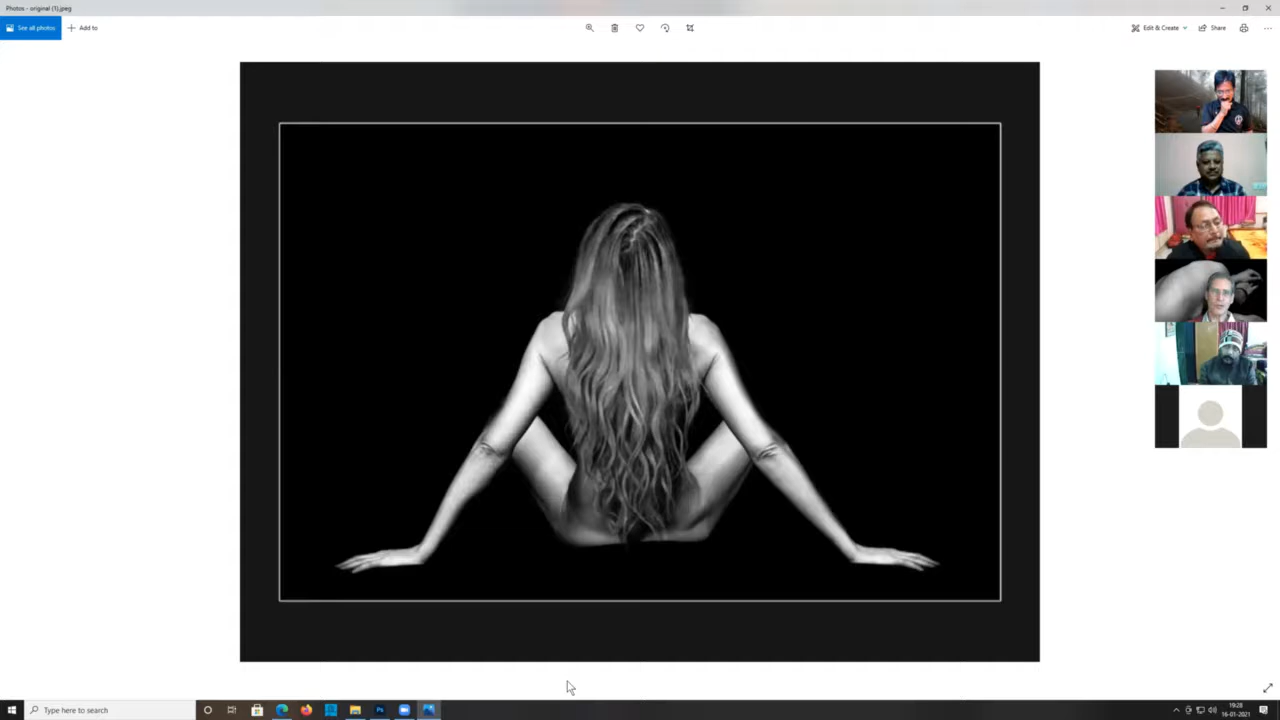 Photos - original (1).jpeg
See all photos
Add to
Edit & Create
Share
Type here to search
Ps
19:28
16-01-2021